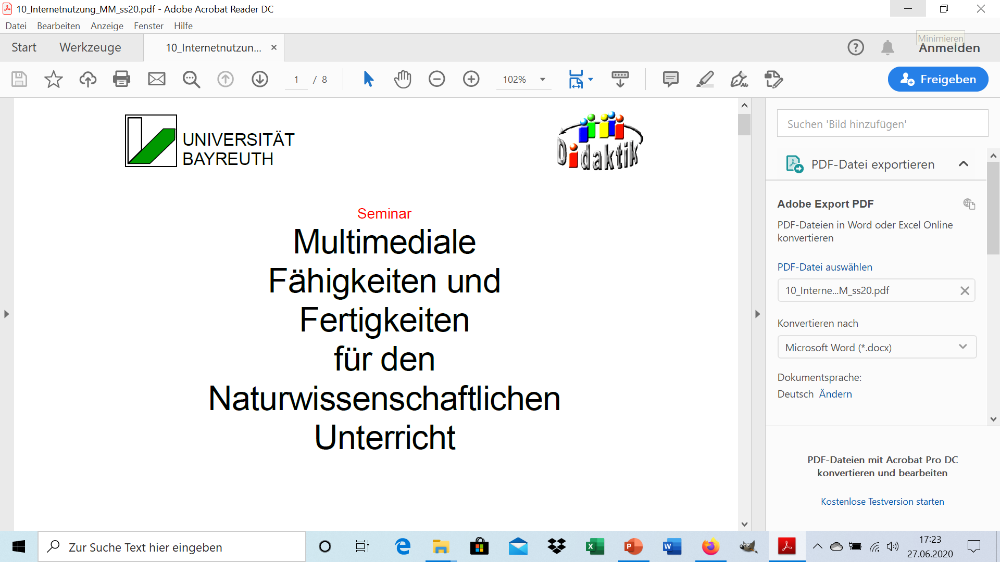 10_Internetnutzung_MM_ss20.pdf - Adobe Acrobat Reader DC
Datei Bearbeiten Anzeige Fenster Hilfe
Start Werkzeuge 10_Internetnutzun... Minimieren Anmelden
1 / 8 102% Freigeben
UNIVERSITÄT
BAYREUTH
Didaktik
Seminar
Multimediale
Fähigkeiten und
Fertigkeiten
für den
Naturwissenschaftlichen
Unterricht
Suchen 'Bild hinzufügen'
PDF-Datei exportieren
Adobe Export PDF
PDF-Dateien in Word oder Excel Online
konvertieren
PDF-Datei auswählen
10_Interne...M_ss20.pdf
Konvertieren nach
Microsoft Word (*.docx)
Dokumentsprache:
Deutsch Ändern
PDF-Dateien mit Acrobat Pro DC
konvertieren und bearbeiten
Kostenlose Testversion starten
Zur Suche Text hier eingeben
17:23
27.06.2020